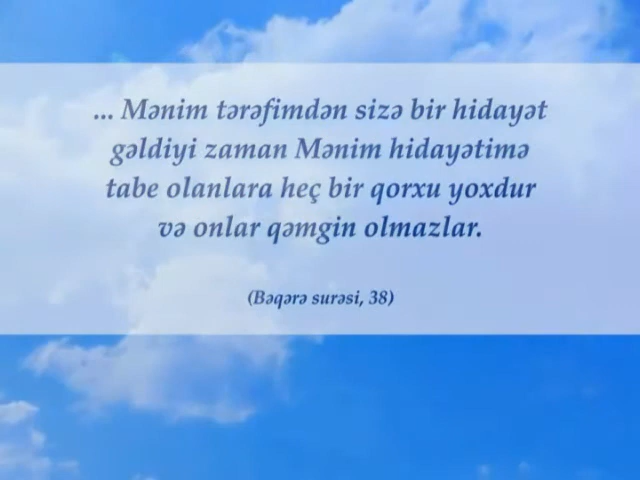 ... Mənim tərəfimdən sizə bir hidayət
gəldiyi zaman Mənim hidayətimə
tabe olanlara heç bir qorxu yoxdur
və onlar qəmgin olmazlar.
(Bəqərə surəsi, 38)